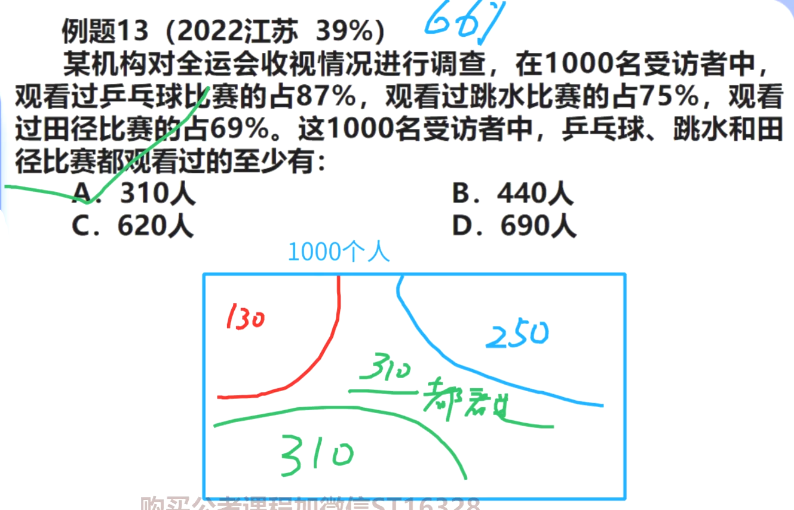 66%
例题13（2022江苏 39%）
某机构对全运会收视情况进行调查，在1000名受访者中，
观看过乒乓球比赛的占87%，观看过跳水比赛的占75%，观看
过田径比赛的占69%。这1000名受访者中，乒乓球、跳水和田
径比赛都观看过的至少有：
A. 310人 B. 440人
C. 620人 D. 690人
1000个人
130
250
310
都看过
310
购买公考课程加微信ST16328